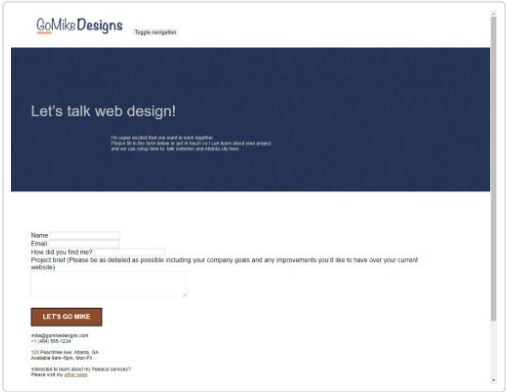 GoMike Designs
Toggle navigation
Let's talk web design!
I'm super excited that you want to work together.
Please fill in the form below or get in touch so I can learn about your project
and we can setup time to talk websites and Atlanta city
Name
Email
How did you find me?
Project brief (Please be as detailed as possible including your company goals and any improvements you'd like to have over your current
website)
LET'S GO MIKE
mike@gomikedesigns.com
+1 (404) 555-1234
123 Peachtree Ave. Atlanta, GA
Available 8am-5pm, Mon-Fri
Interested to learn about my freelance services?
Please visit my other page